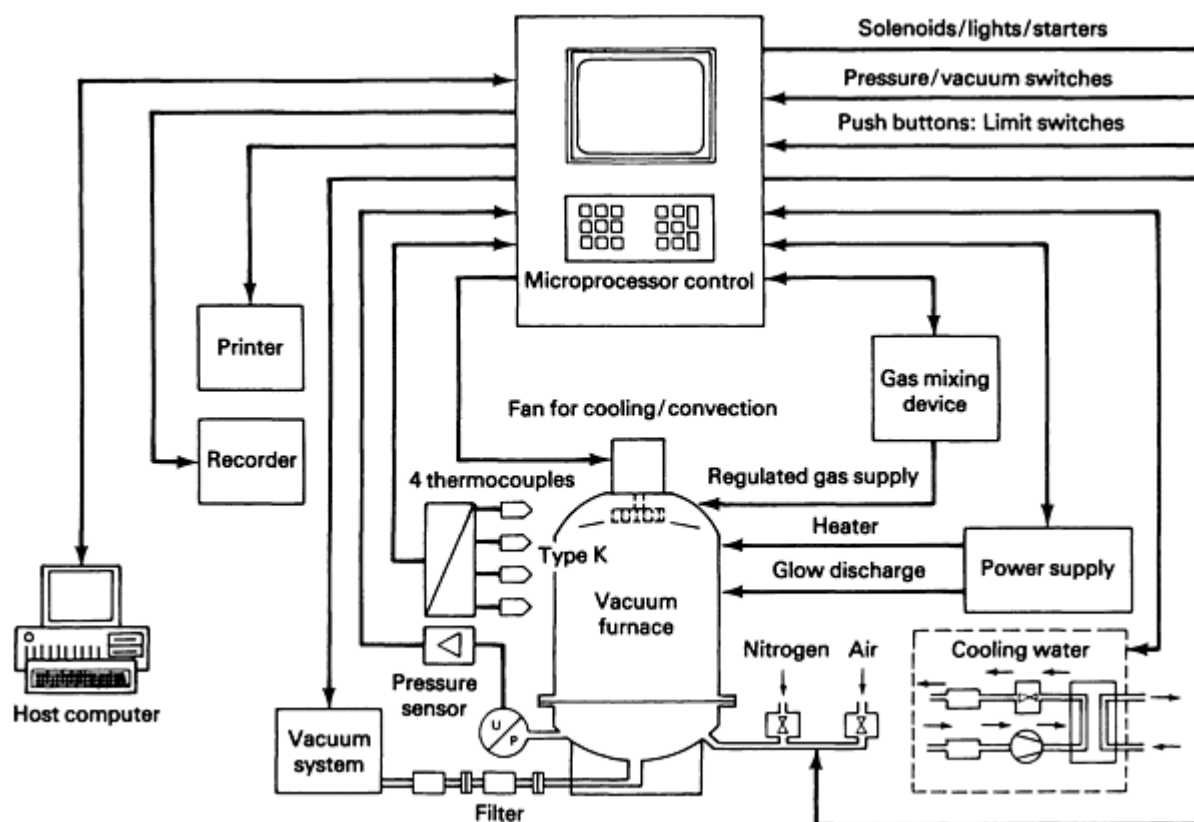 Solenoids/lights/starters
Pressure/vacuum switches
Push buttons: Limit switches
Microprocessor control
Printer
Gas mixing
device
Fan for cooling/convection
Recorder
4 thermocouples
Regulated gas supply
Type K
Heater
Power supply
Glow discharge
Vacuum
furnace
Nitrogen
Air
Cooling water
Pressure
sensor
Host computer
U
P
Vacuum
system
Filter